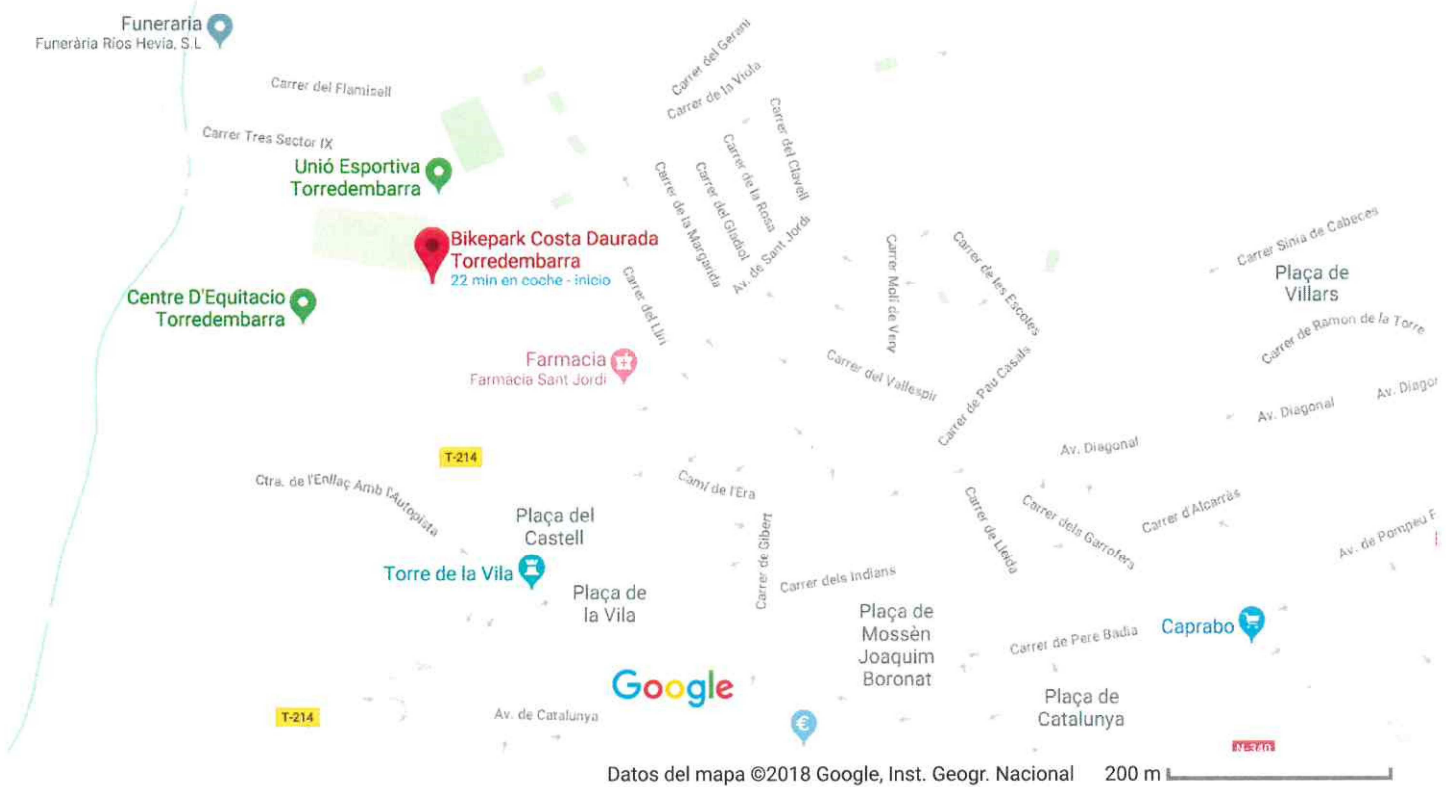 Funeraria
Funerària Ríos Hevia, S.L
Carrer del Flamisell
Carrer Tres Sector IX
Unió Esportiva
Torredembarra
Bikepark Costa Daurada
Torredembarra
22 min en coche - inicio
Centre D'Equitacio
Torredembarra
Farmacia
Farmàcia Sant Jordi
Carrer del Gerani
Carrer de la Viola
Carrer del Clavell
Carrer de la Rosa
Carrer del Gladiol
Carrer de la Margarida
Av. de Sant Jordi
Carrer del Lliri
Carrer Molí de Very
Carrer de les Escoles
Carrer Sínia de Cabeces
Plaça de
Villars
Carrer de Ramon de la Torre
Carrer del Vallespir
Carrer de Pau Casals
Av. Diagonal
Av. Diagonal
Av. Diagor
T-214
Ctra. de l'Enllaç Amb l'Autopista
Camí de l'Era
Plaça del
Castell
Torre de la Vila
Plaça de
la Vila
Carrer de Gibert
Carrer dels Indians
Carrer de Lleida
Carrer dels Garrofers
Carrer d'Alcarràs
Av. de Pompeu F
Plaça de
Mossèn
Joaquim
Boronat
Carrer de Pere Badia
Caprabo
Google
T-214
Av. de Catalunya
€
Plaça de
Catalunya
N-340
Datos del mapa ©2018 Google, Inst. Geogr. Nacional 200 m